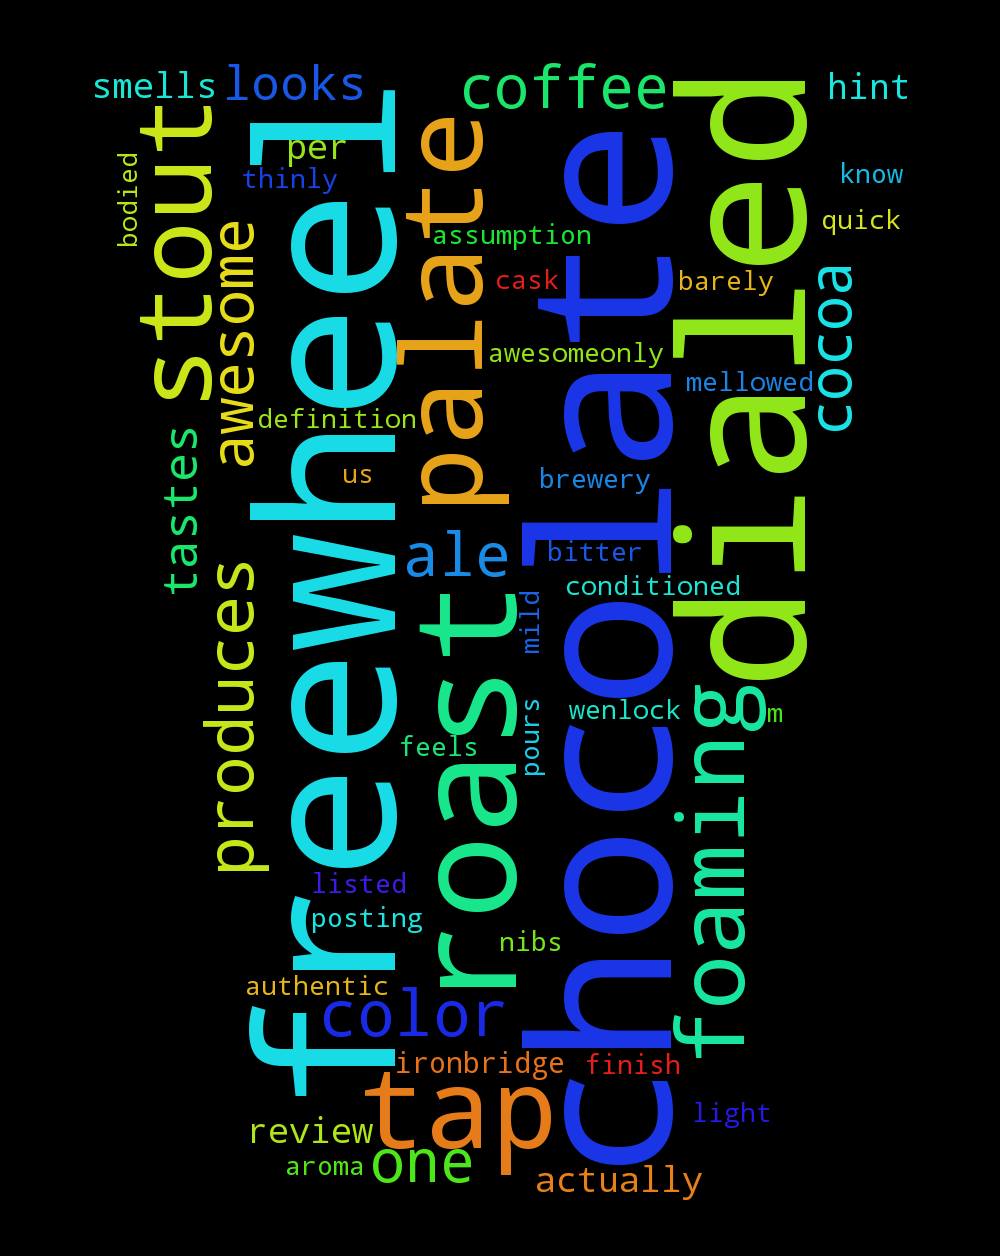 smells
looks
coffee
hint
stout
freewheel
palate
chocolated
dialed
per
thinly
bodied
know
quick
awesome
assumption
cask
barely
cocoa
awesomeonly
mellowed
definition
tastes
us
brewery
ale
bitter
conditioned
produces
roast
mild
foaming
wenlock
m
pours
feels
listed
posting
nibs
authentic
color
ironbridge
finish
tap
light
review
aroma
one
actually